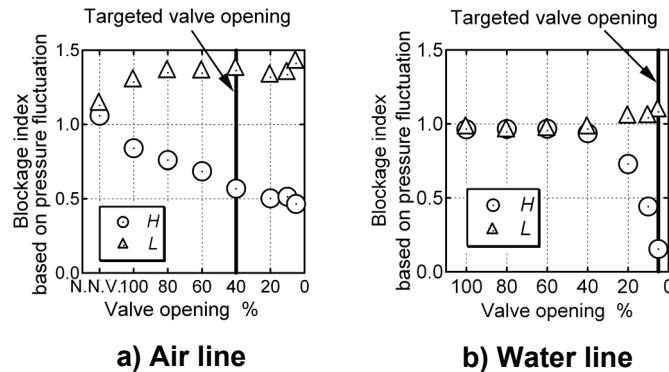 Targeted valve opening
Blockage index
based on pressure fluctuation
1.5
1.0
0.5
0.0
H
L
N.N.V. 100 80 60 40 20 0
Valve opening %
a) Air line
Targeted valve opening
Blockage index
based on pressure fluctuation
1.5
1.0
0.5
0.0
H
L
100 80 60 40 20 0
Valve opening %
b) Water line